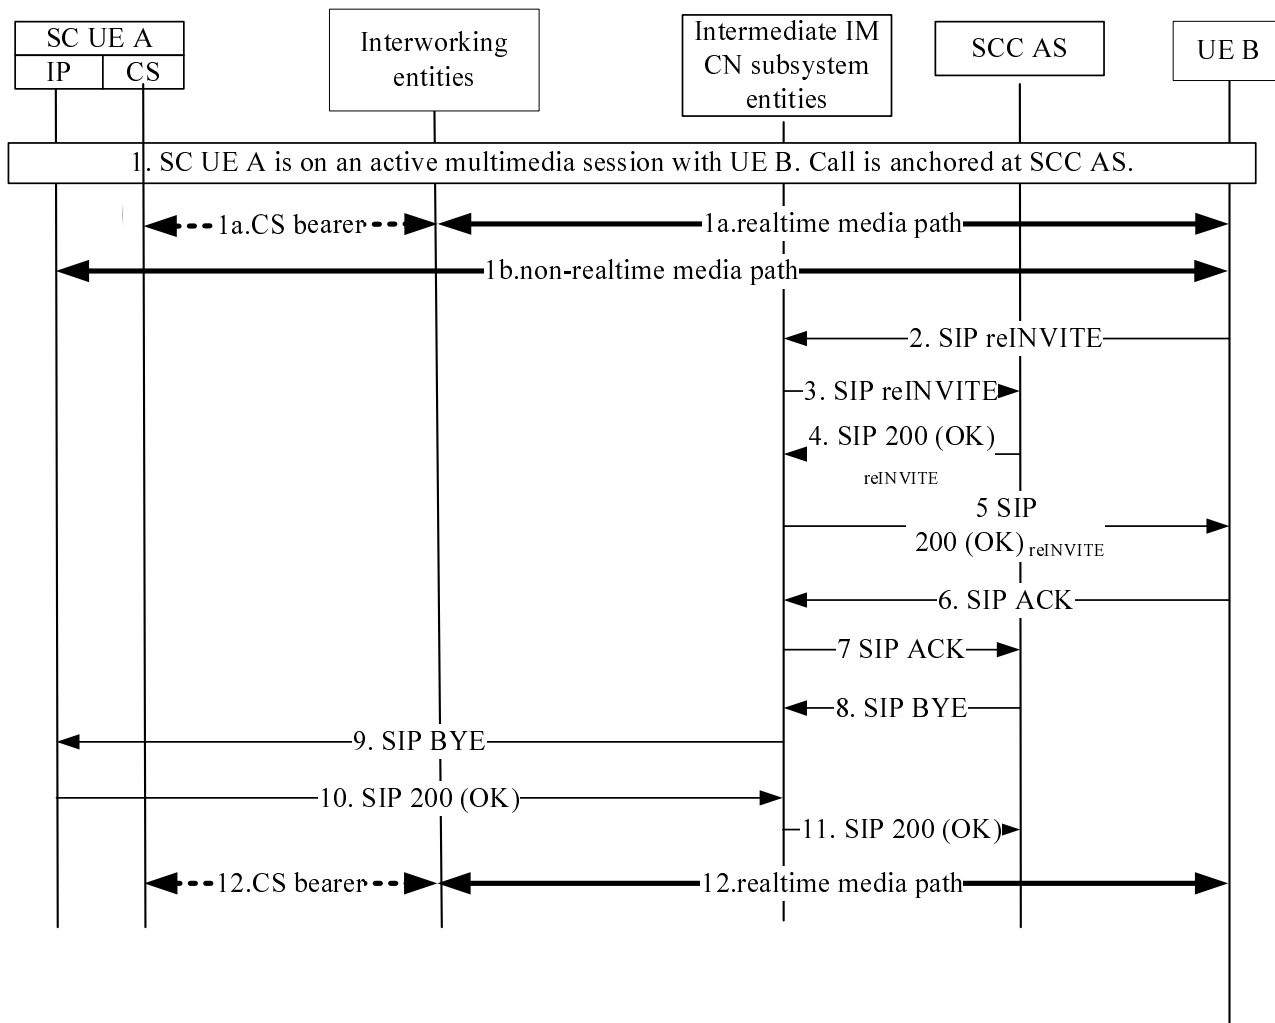 SC UE A
IP
CS
Interworking
entities
Intermediate IM
CN subsystem
entities
SCC AS
UE B
1. SC UE A is on an active multimedia session with UE B. Call is anchored at SCC AS.
1a.CS bearer
1a.realtime media path
1b.non-realtime media path
2. SIP reINVITE
3. SIP reINVITE
4. SIP 200 (OK)
reINVITE
5 SIP
200 (OK) reINVITE
6. SIP ACK
7 SIP ACK
8. SIP BYE
9. SIP BYE
10. SIP 200 (OK)
11. SIP 200 (OK)
12.CS bearer
12.realtime media path